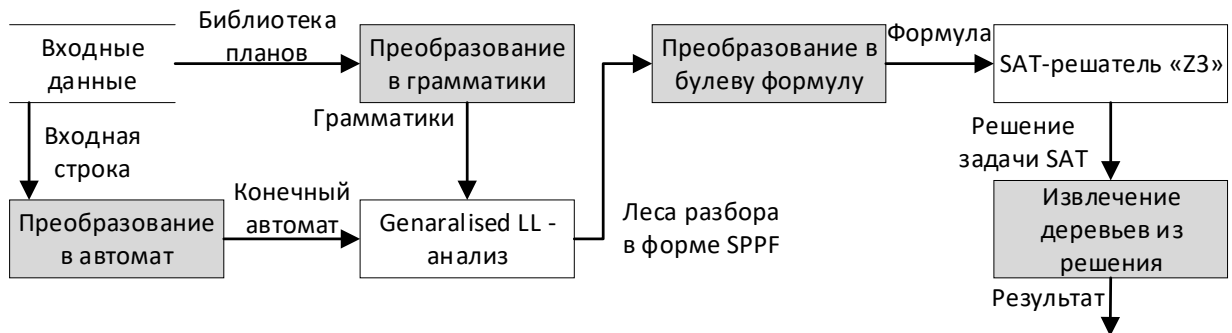 Входные
данные
Библиотека
планов
Преобразование
в грамматики
Преобразование в
булеву формулу
Формула
SAT-решатель «Z3»
Входная
строка
Грамматики
Решение
задачи SAT
Преобразование
в автомат
Конечный
автомат
Genaralised LL -
анализ
Леса разбора
в форме SPPF
Извлечение
деревьев из
решения
Результат